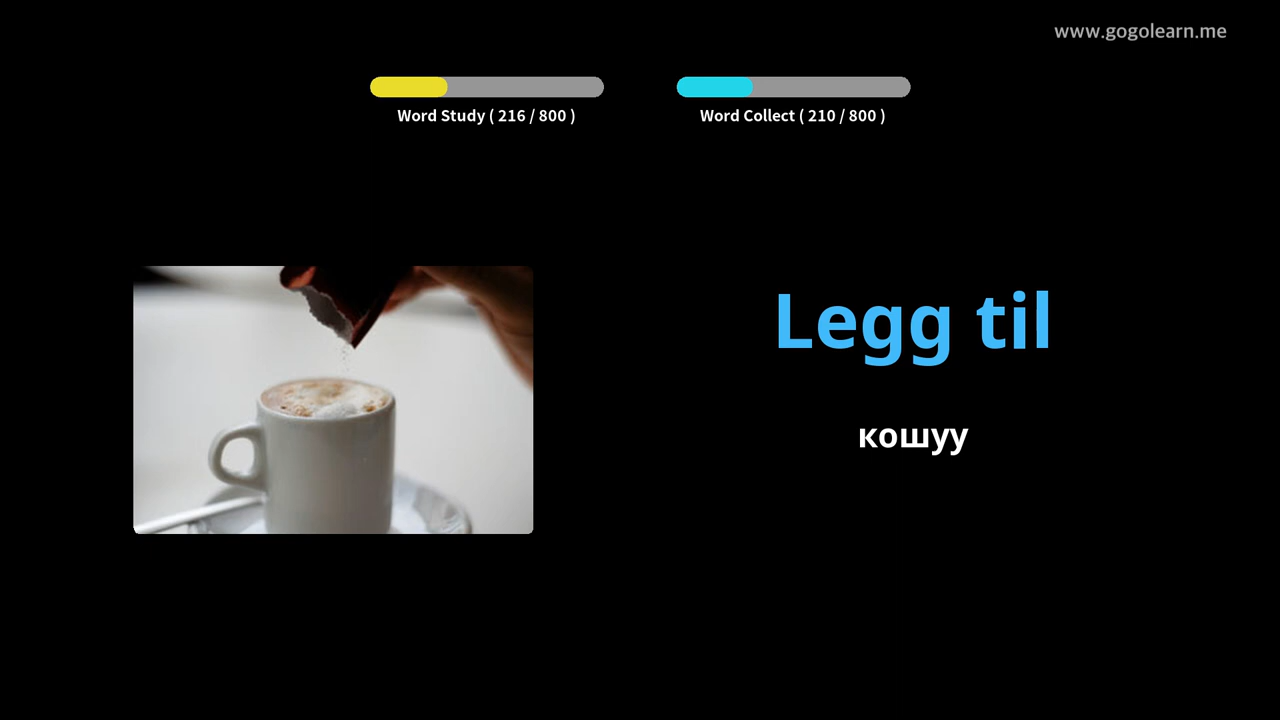 www.gogolearn.me
Word Study ( 216 / 800 )
Word Collect ( 210 / 800 )
Legg til
кошуу